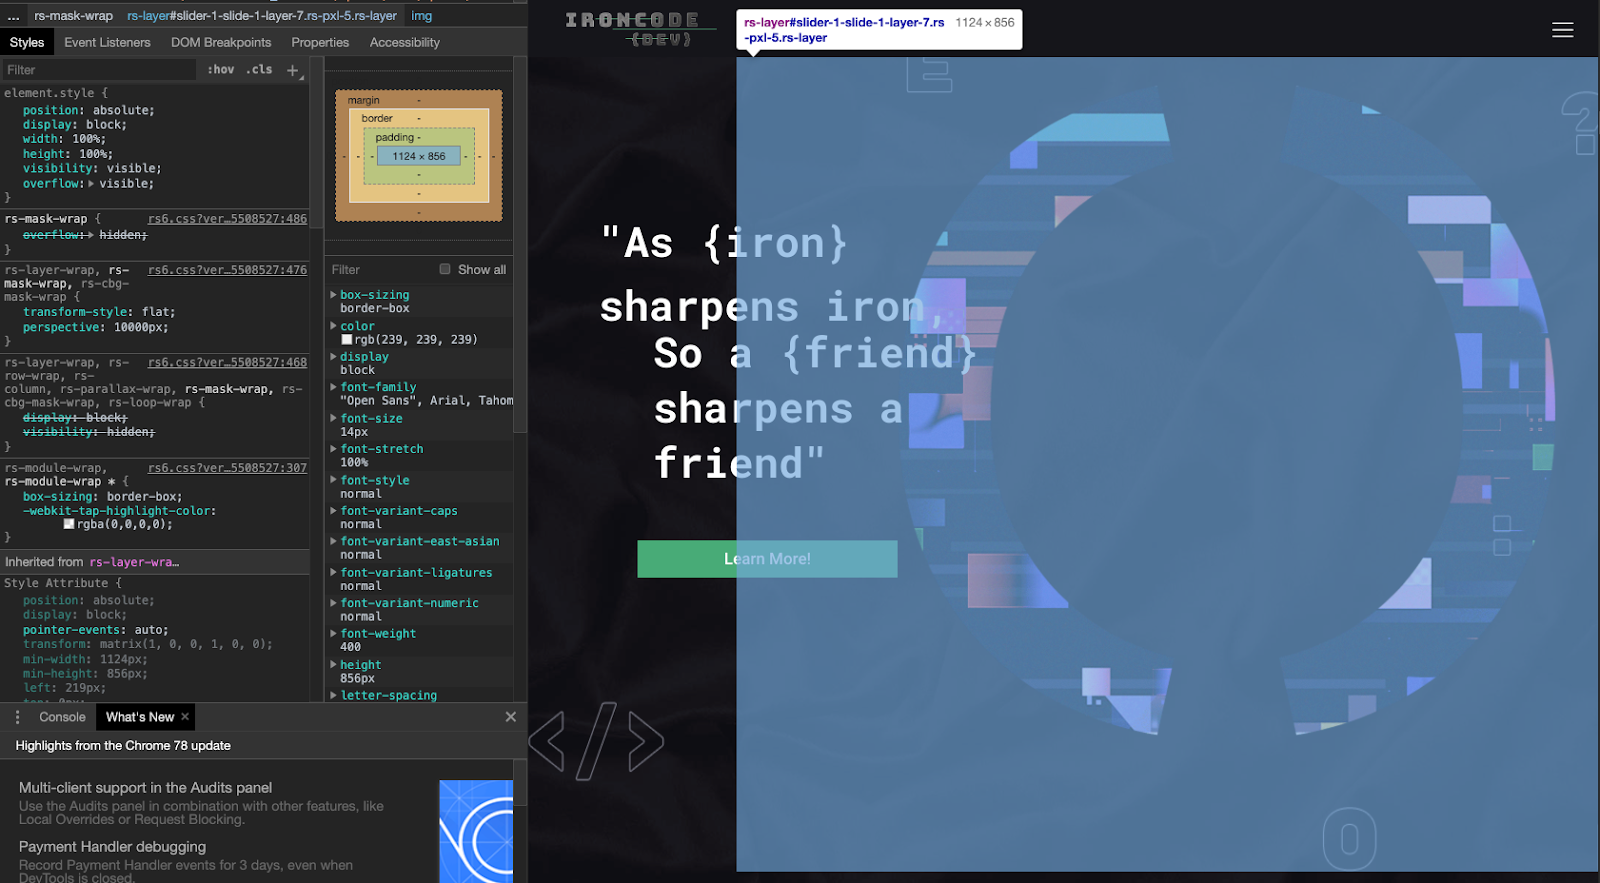 ... rs-mask-wrap rs-layer#slider-1-slide-1-layer-7.rs-pxl-5.rs-layer img
Styles Event Listeners DOM Breakpoints Properties Accessibility
Filter :hov .cls +
element.style {
position: absolute;
display: block;
width: 100%;
height: 100%;
visibility: visible;
overflow: visible;
}
rs-mask-wrap { rs6.css?ver…5508527:486
overflow: hidden;
}
rs-layer-wrap, rs- rs6.css?ver…5508527:476
mask-wrap, rs-cbg-
mask-wrap {
transform-style: flat;
perspective: 10000px;
}
rs-layer-wrap, rs- rs6.css?ver…5508527:468
row-wrap, rs-
column, rs-parallax-wrap, rs-mask-wrap, rs-
cbg-mask-wrap, rs-loop-wrap {
display: block;
visibility: hidden;
}
rs-module-wrap, rs6.css?ver…5508527:307
rs-module-wrap * {
box-sizing: border-box;
-webkit-tap-highlight-color:
rgba(0,0,0,0);
}
Inherited from rs-layer-wra…
Style Attribute {
position: absolute;
display: block;
pointer-events: auto;
transform: matrix(1, 0, 0, 1, 0, 0);
min-width: 1124px;
min-height: 856px;
left: 219px;
top: 0px;
margin -
border -
padding -
- - - 1124 × 856 - - -
-
-
-
Filter Show all
box-sizing
border-box
color
rgb(239, 239, 239)
display
block
font-family
"Open Sans", Arial, Tahom
font-size
14px
font-stretch
100%
font-style
normal
font-variant-caps
normal
font-variant-east-asian
normal
font-variant-ligatures
normal
font-variant-numeric
normal
font-weight
400
height
856px
letter-spacing
Console What's New ×
Highlights from the Chrome 78 update
Multi-client support in the Audits panel
Use the Audits panel in combination with other features, like
Local Overrides or Request Blocking.
Payment Handler debugging
Record Payment Handler events for 3 days, even when
DevTools is closed.
IRONCODE
{DEV}
rs-layer#slider-1-slide-1-layer-7.rs 1124 × 856
-pxl-5.rs-layer
E
?
"As {iron}
sharpens iron,
So a {friend}
sharpens a
friend"
Learn More!
</>
O